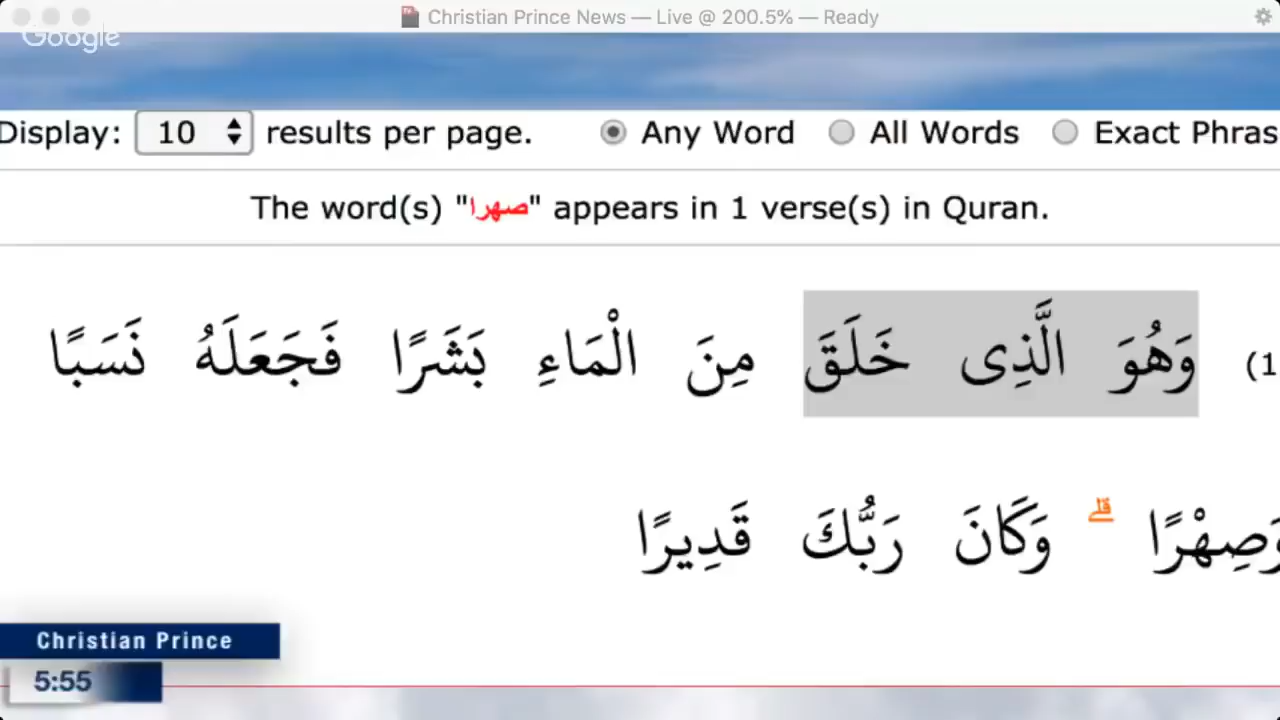 Christian Prince News — Live @ 200.5% — Ready
Google
Display: 10 results per page. Any Word All Words Exact Phras
The word(s) "صهرا" appears in 1 verse(s) in Quran.
(1 وَهُوَ الَّذِى خَلَقَ مِنَ الْمَاءِ بَشَرًا فَجَعَلَهُ نَسَبًا
وَصِهْرًا ۗ وَكَانَ رَبُّكَ قَدِيرًا
Christian Prince
5:55